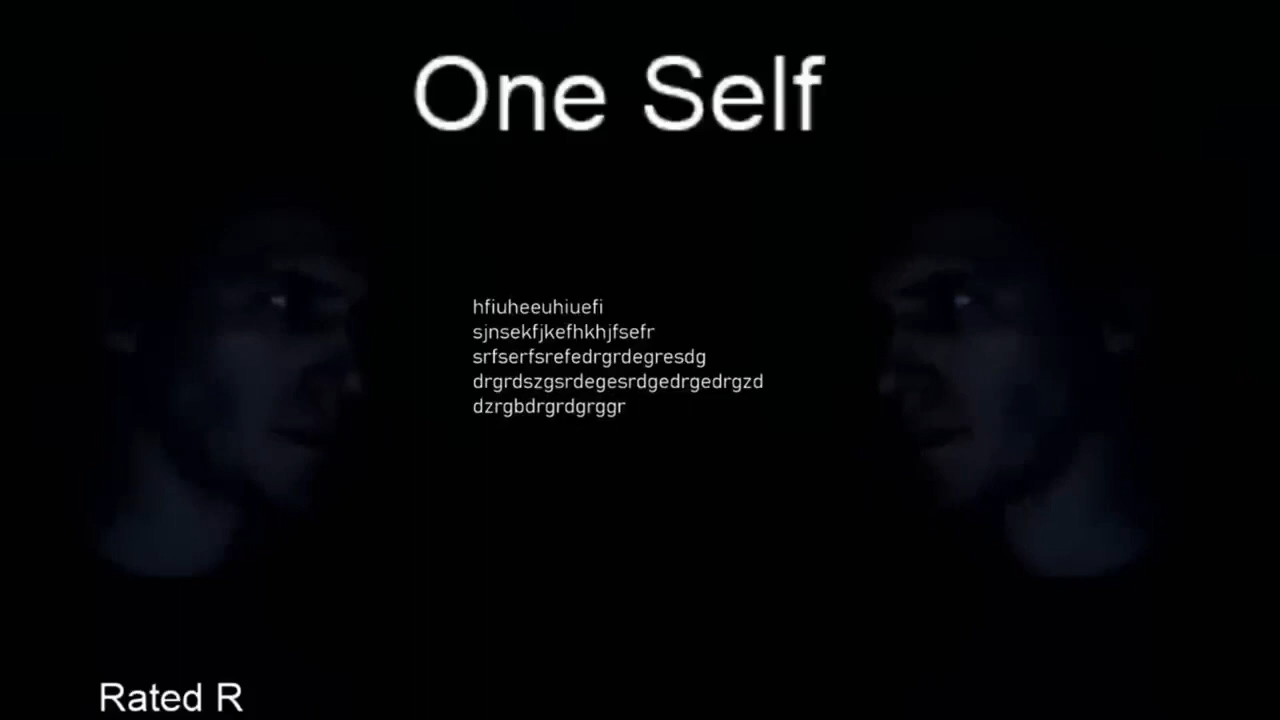 One Self
hfiuheeuhiuefi
sjnsekfjkefhkhjfsefr
srfserfsrefedrgrdegresdg
drgrdszgsrdegesrdgedrgedrgzd
dzrgbdrgrdgrggr
Rated R